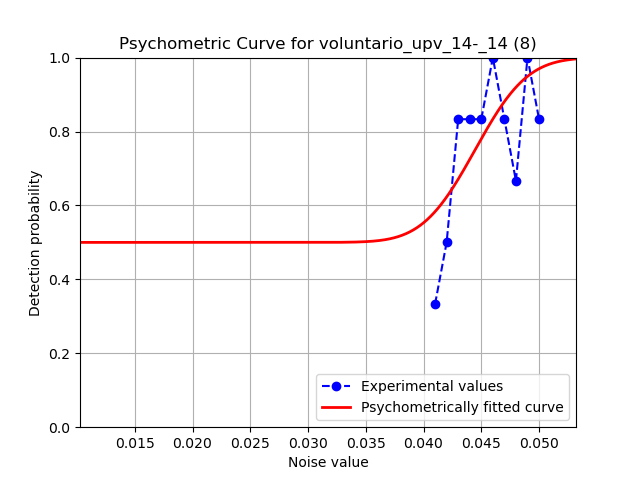 Psychometric Curve for voluntario_upv_14-_14 (8)
Detection probability
1.0
0.8
0.6
0.4
0.2
0.0
0.015 0.020 0.025 0.030 0.035 0.040 0.045 0.050
Noise value
Experimental values
Psychometrically fitted curve